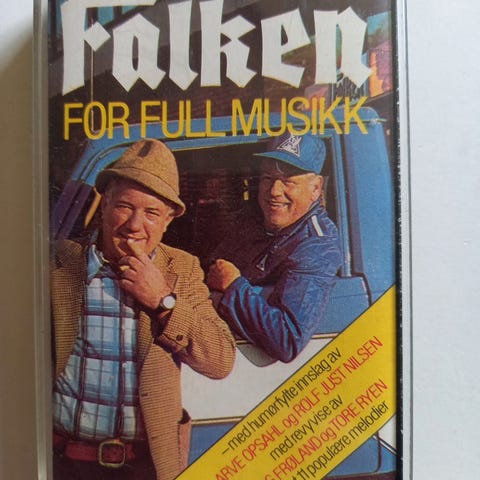 Falken
FOR FULL MUSIKK
– med humørfylte innslag av
ARVE OPSAHL og ROLF JUST NILSEN
med revyvise av
FRØLAND og TORE RYEN
11 populære melodier